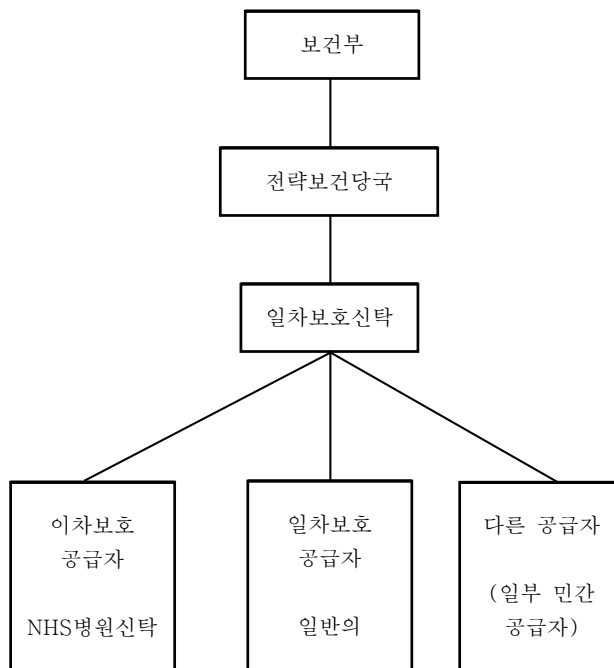 보건부
전략보건당국
일차보호신탁
이차보호
공급자
NHS병원신탁
일차보호
공급자
일반의
다른 공급자
(일부 민간
공급자)